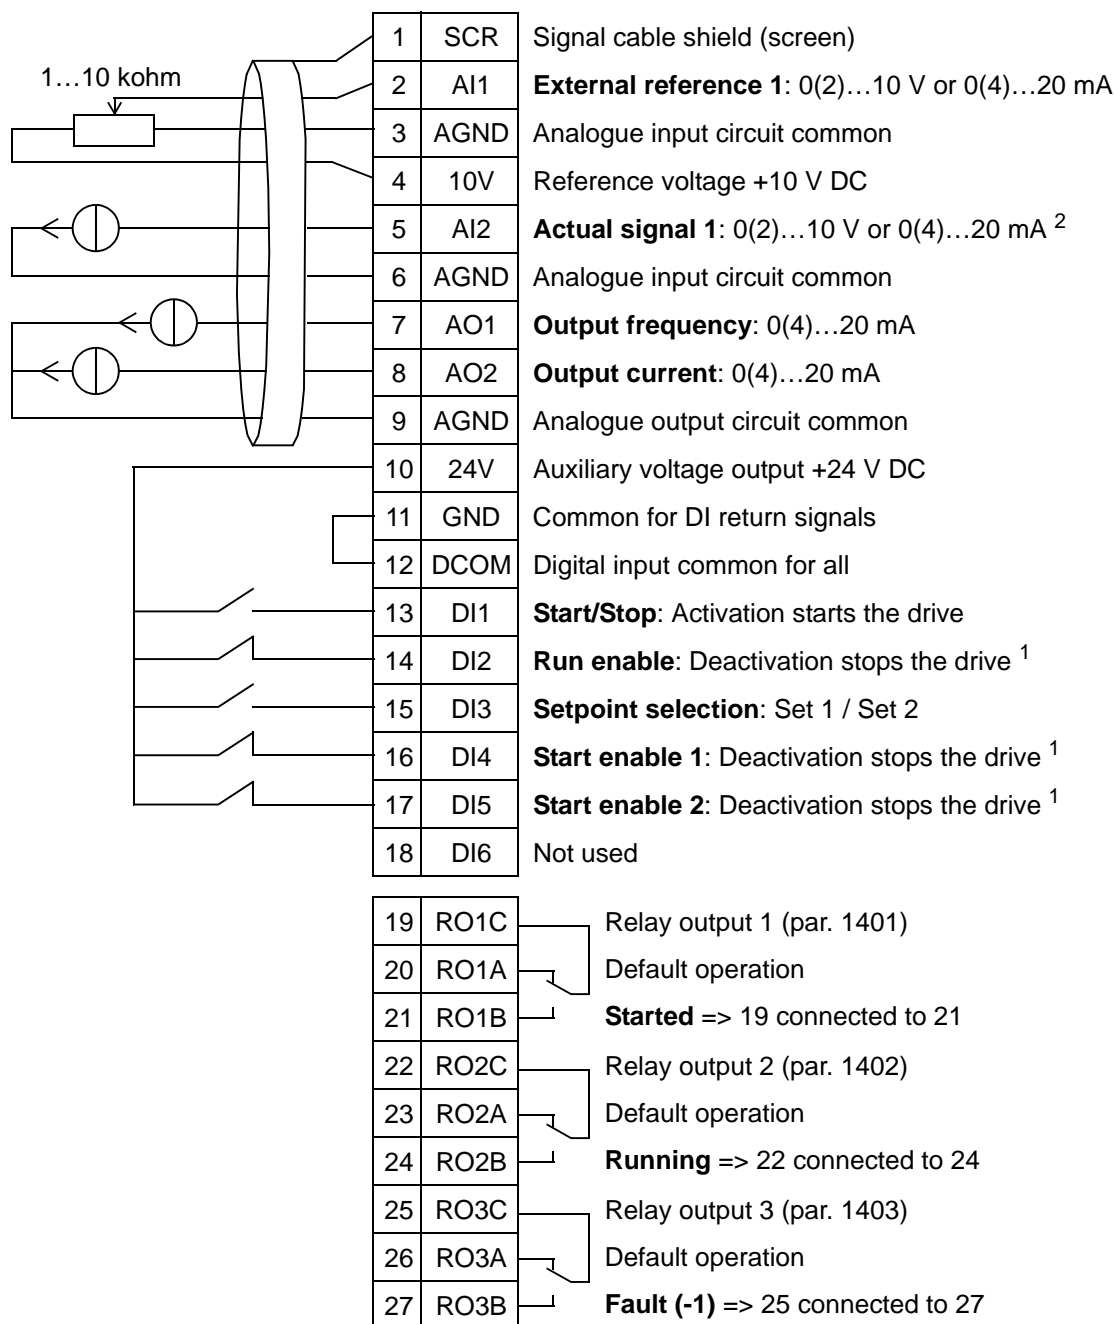 1 SCR Signal cable shield (screen)
1…10 kohm
2 AI1 External reference 1: 0(2)…10 V or 0(4)…20 mA
3 AGND Analogue input circuit common
4 10V Reference voltage +10 V DC
5 AI2 Actual signal 1: 0(2)…10 V or 0(4)…20 mA 2
6 AGND Analogue input circuit common
7 AO1 Output frequency: 0(4)…20 mA
8 AO2 Output current: 0(4)…20 mA
9 AGND Analogue output circuit common
10 24V Auxiliary voltage output +24 V DC
11 GND Common for DI return signals
12 DCOM Digital input common for all
13 DI1 Start/Stop: Activation starts the drive
14 DI2 Run enable: Deactivation stops the drive 1
15 DI3 Setpoint selection: Set 1 / Set 2
16 DI4 Start enable 1: Deactivation stops the drive 1
17 DI5 Start enable 2: Deactivation stops the drive 1
18 DI6 Not used
19 RO1C Relay output 1 (par. 1401)
20 RO1A Default operation
21 RO1B Started => 19 connected to 21
22 RO2C Relay output 2 (par. 1402)
23 RO2A Default operation
24 RO2B Running => 22 connected to 24
25 RO3C Relay output 3 (par. 1403)
26 RO3A Default operation
27 RO3B Fault (-1) => 25 connected to 27